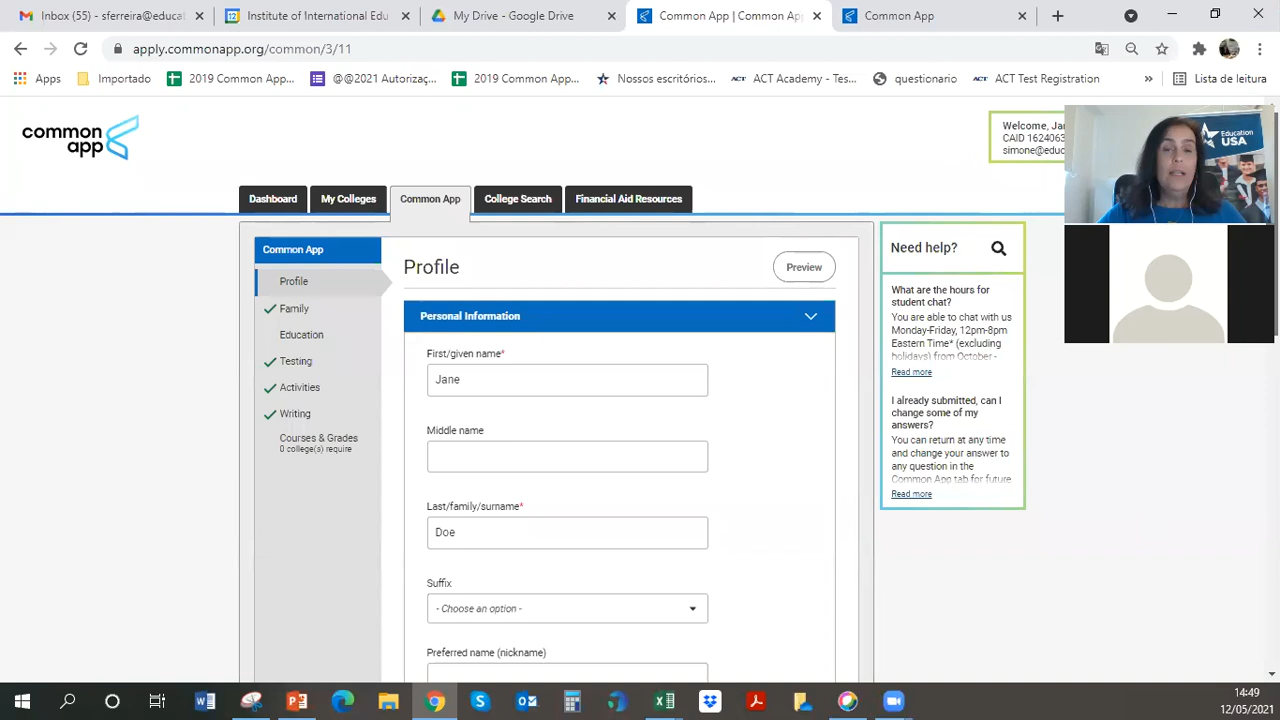 Inbox (55) - sferreira@educat
Institute of International Edu
My Drive - Google Drive
Common App | Common App
Common App
apply.commonapp.org/common/3/11
Apps
Importado
2019 Common App...
@@2021 Autorizaç...
2019 Common App...
Nossos escritórios...
ACT Academy - Tes...
questionario
ACT Test Registration
»
Lista de leitura
common
app
Welcome, Jan
CAID 1624063
simone@educ
Education
USA
Dashboard
My Colleges
Common App
College Search
Financial Aid Resources
Common App
Profile
Family
Education
Testing
Activities
Writing
Courses & Grades
0 college(s) require
Profile
Preview
Personal Information
First/given name*
Jane
Middle name
Last/family/surname*
Doe
Suffix
- Choose an option -
Preferred name (nickname)
Need help?
What are the hours for
student chat?
You are able to chat with us
Monday-Friday, 12pm-8pm
Eastern Time* (excluding
holidays) from October -
Read more
I already submitted, can I
change some of my
answers?
You can return at any time
and change your answer to
any question in the
Common App tab for future
Read more
14:49
12/05/2021